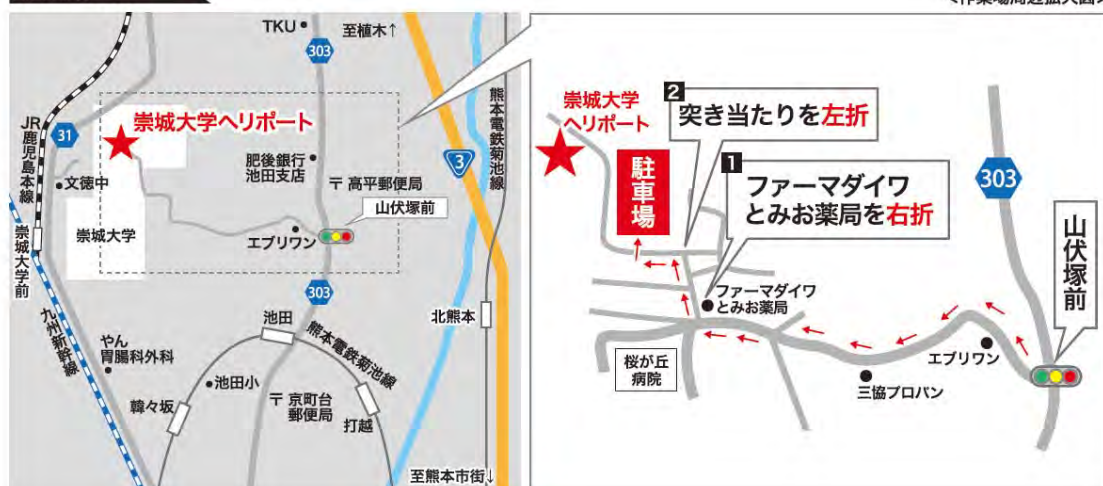 <作業場周辺拡大図>
TKU
至植木↑
303
JR鹿児島本線
31
崇城大学ヘリポート
文徳中
肥後銀行
池田支店
〒高平郵便局
3
熊本電鉄菊池線
山伏塚前
崇城大学
エブリワン
崇城大学前
303
九州新幹線
やん
胃腸科外科
池田
熊本電鉄菊池線
北熊本
池田小
韓々坂
〒京町台
郵便局
打越
至熊本市街↓
崇城大学
ヘリポート
2
突き当たりを左折
1
ファーマダイワ
とみお薬局を右折
駐車場
303
山伏塚前
ファーマダイワ
とみお薬局
桜が丘
病院
エブリワン
三協プロパン